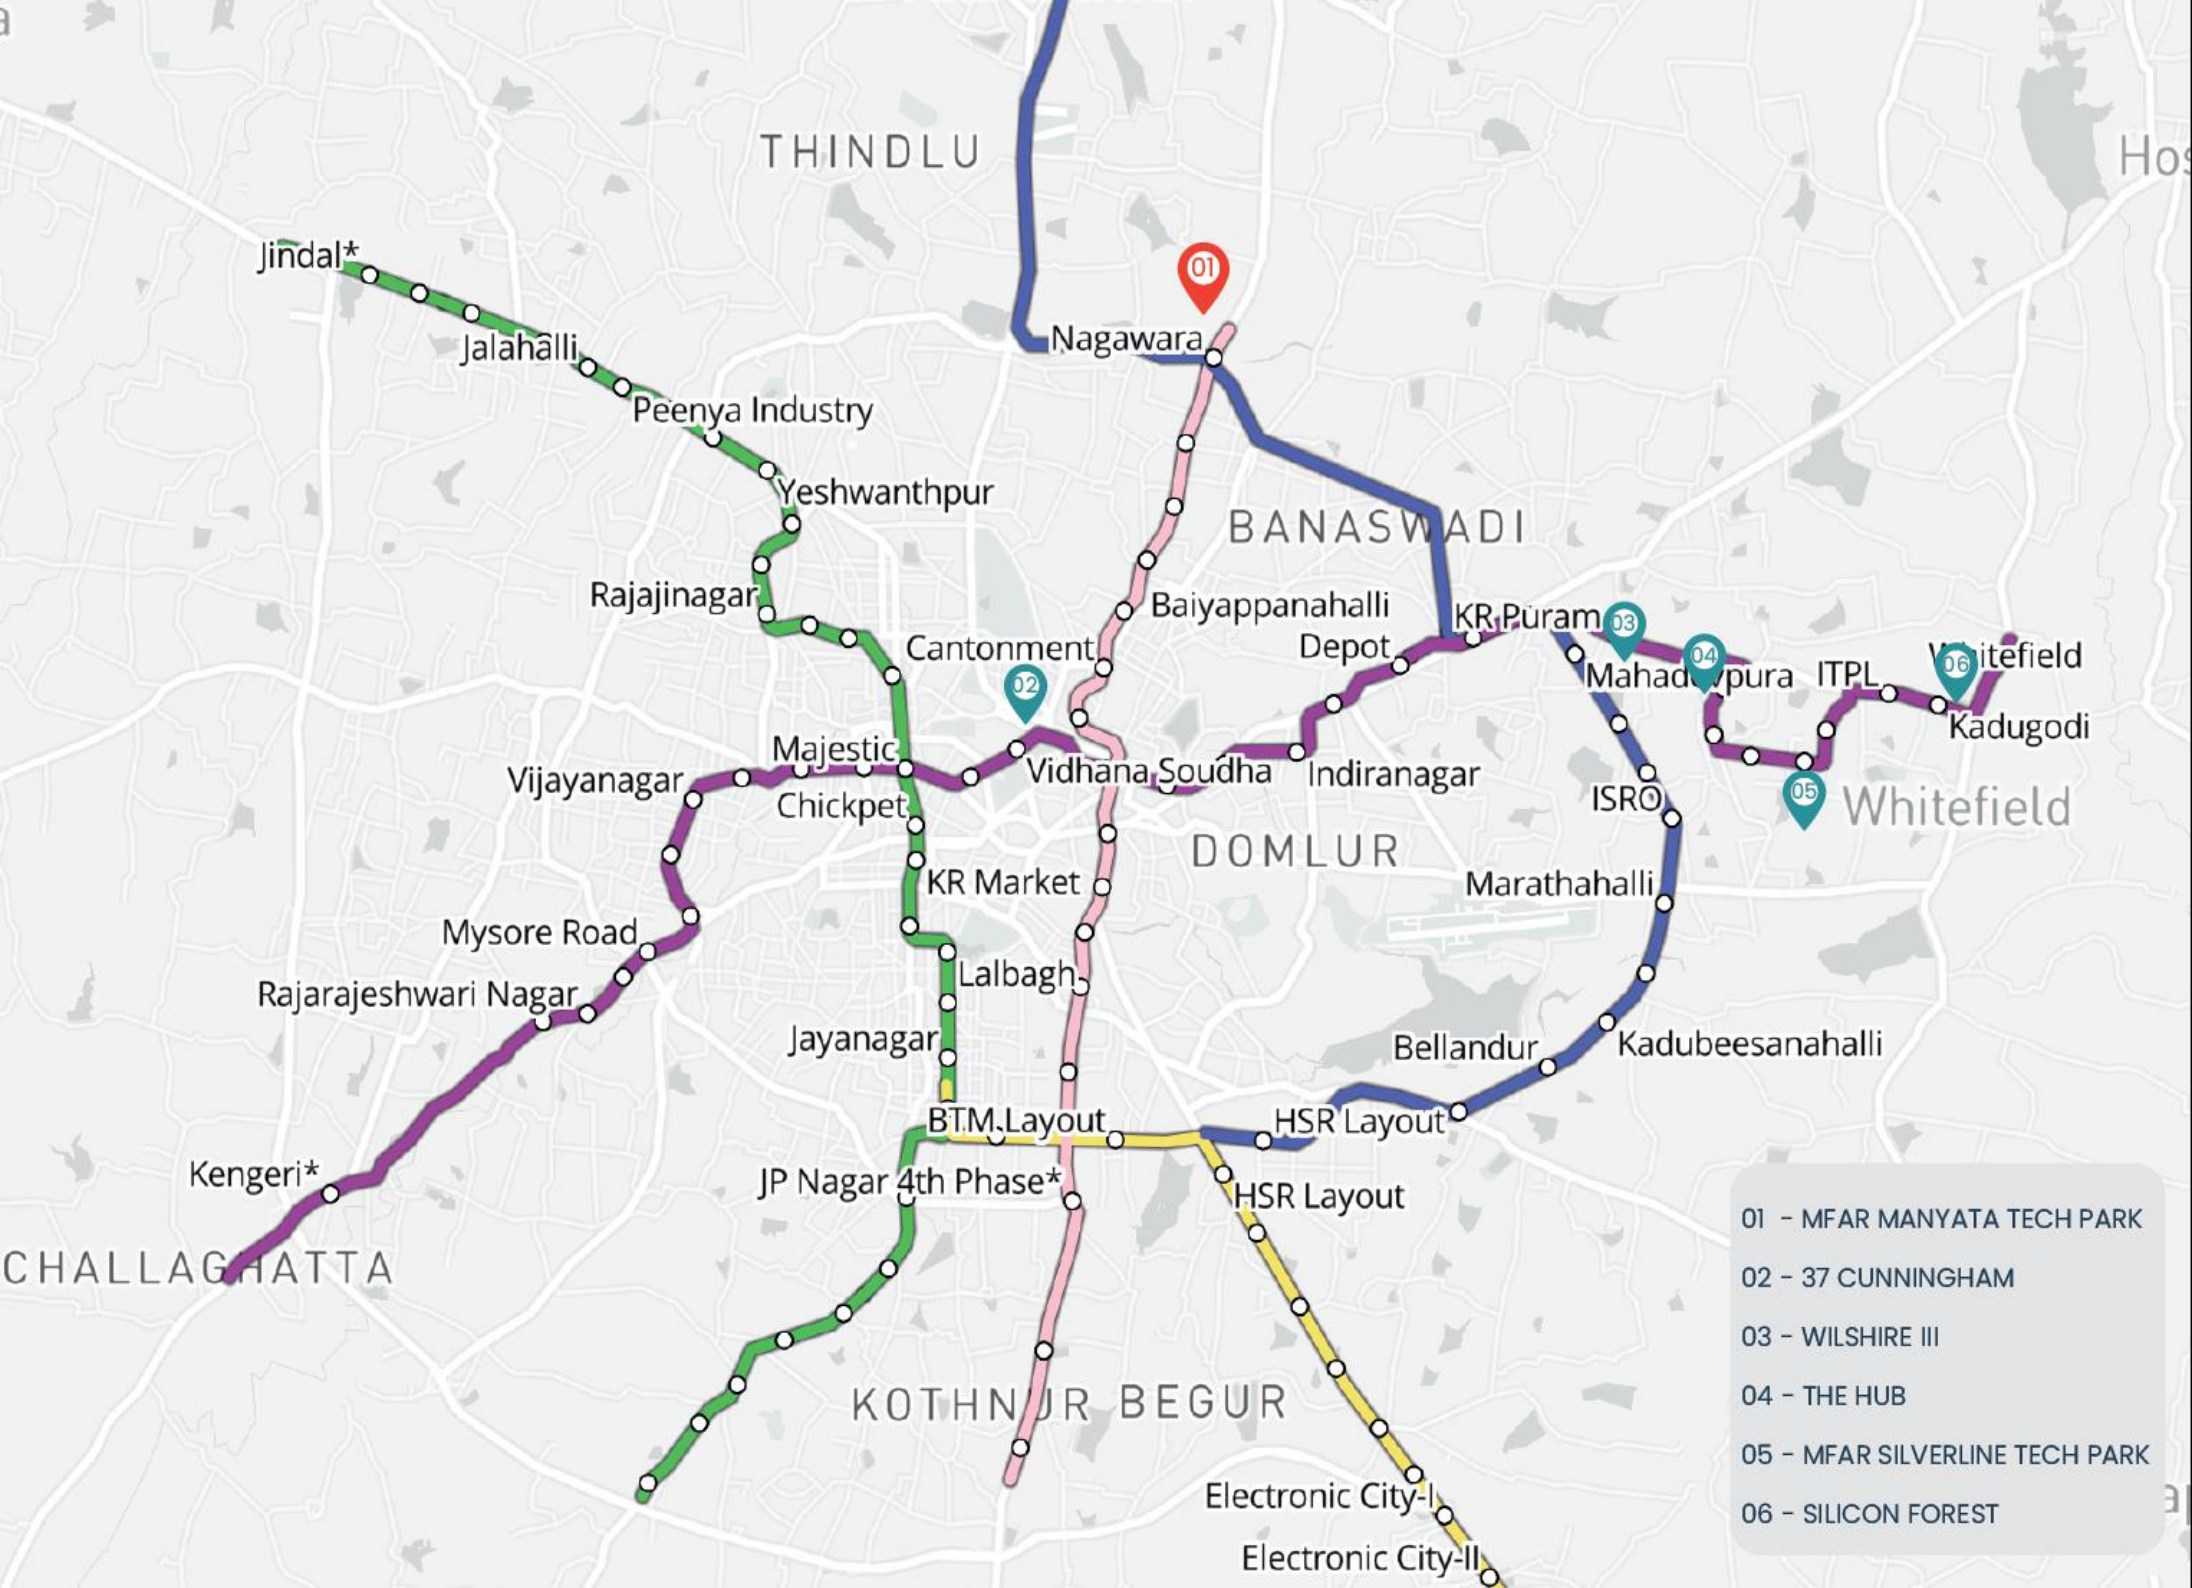 THINDLU
Jindal*
01
Nagawara
Jalahalli
Peenya Industry
Yeshwanthpur
BANASWADI
Rajajinagar
Baiyappanahalli
Depot
KR Puram
03
Cantonment
02
04
Mahadevpura
ITPL
06
Whitefield
Kadugodi
Majestic
Vijayanagar
Vidhana Soudha
Indiranagar
Chickpet
ISRO
05
Whitefield
DOMLUR
KR Market
Marathahalli
Mysore Road
Lalbagh
Rajarajeshwari Nagar
Jayanagar
Bellandur
Kadubeesanahalli
BTM Layout
HSR Layout
Kengeri*
JP Nagar 4th Phase*
HSR Layout
CHALLAGHATTA
KOTHNUR
BEGUR
Electronic City-I
Electronic City-II
01 - MFAR MANYATA TECH PARK
02 - 37 CUNNINGHAM
03 - WILSHIRE III
04 - THE HUB
05 - MFAR SILVERLINE TECH PARK
06 - SILICON FOREST